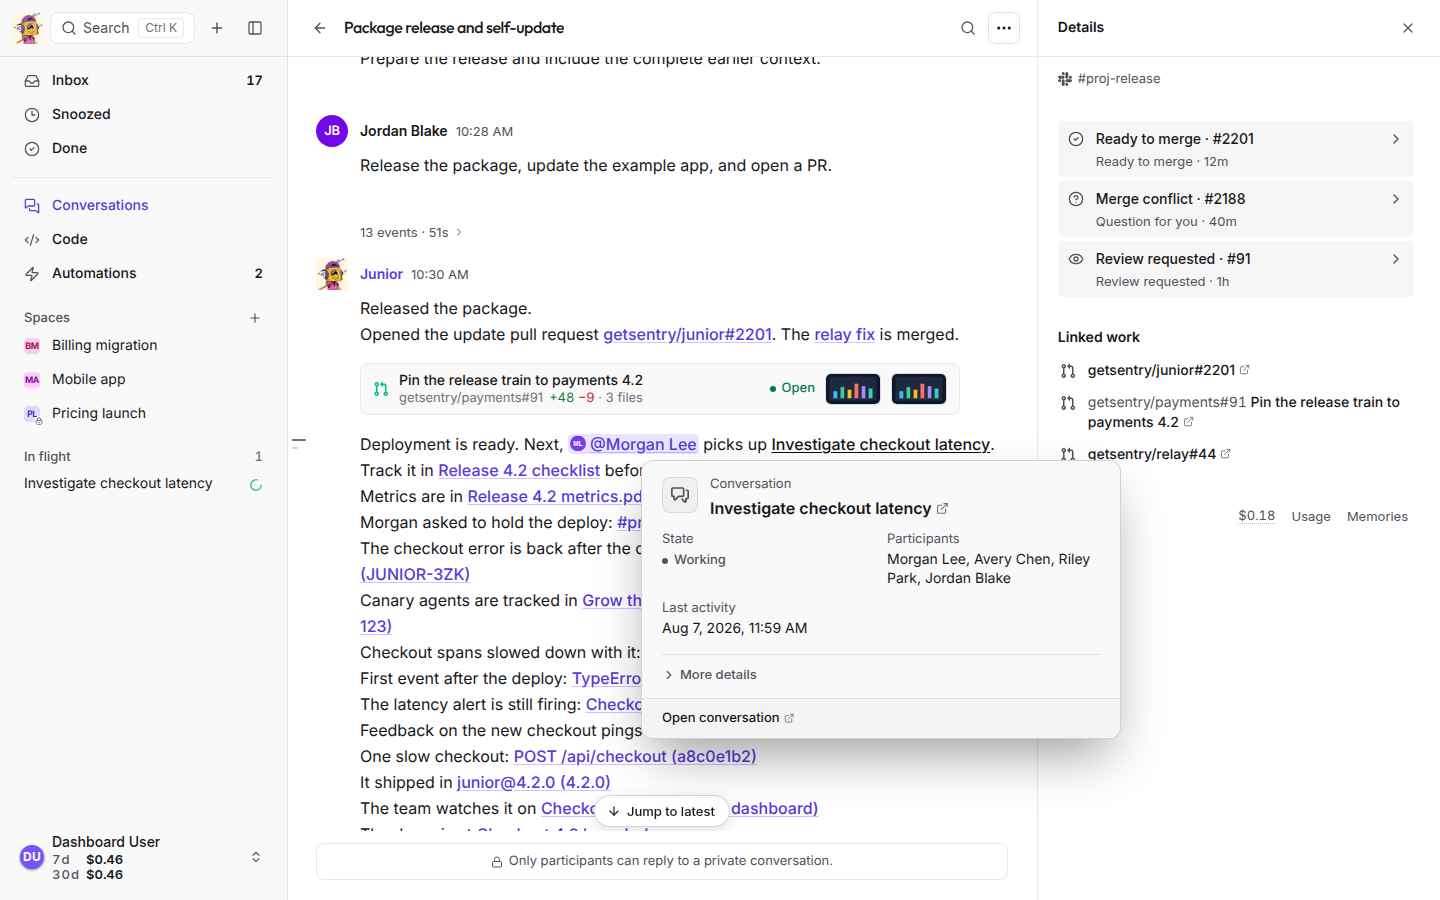 Search Ctrl K
Inbox 17
Snoozed
Done
Conversations
Code
Automations 2
Spaces
BM Billing migration
MA Mobile app
PL Pricing launch
In flight 1
Investigate checkout latency
DU Dashboard User
7d $0.46
30d $0.46
Package release and self-update
Prepare the release and include the complete earlier context.
JB Jordan Blake 10:28 AM
Release the package, update the example app, and open a PR.
13 events · 51s
Junior 10:30 AM
Released the package.
Opened the update pull request getsentry/junior#2201. The relay fix is merged.
Pin the release train to payments 4.2
getsentry/payments#91 +48 −9 · 3 files
Open
Deployment is ready. Next, ML @Morgan Lee picks up Investigate checkout latency.
Track it in Release 4.2 checklist befor
Metrics are in Release 4.2 metrics.pd
Morgan asked to hold the deploy: #pr
The checkout error is back after the
(JUNIOR-3ZK)
Canary agents are tracked in Grow th
123)
Checkout spans slowed down with it:
First event after the deploy: TypeErro
The latency alert is still firing: Checko
Feedback on the new checkout pings
One slow checkout: POST /api/checkout (a8c0e1b2)
It shipped in junior@4.2.0 (4.2.0)
The team watches it on Checko dashboard)
Jump to latest
Only participants can reply to a private conversation.
Conversation
Investigate checkout latency
State
Working
Participants
Morgan Lee, Avery Chen, Riley
Park, Jordan Blake
Last activity
Aug 7, 2026, 11:59 AM
More details
Open conversation
Details
#proj-release
Ready to merge · #2201
Ready to merge · 12m
Merge conflict · #2188
Question for you · 40m
Review requested · #91
Review requested · 1h
Linked work
getsentry/junior#2201
getsentry/payments#91 Pin the release train to
payments 4.2
getsentry/relay#44
$0.18 Usage Memories